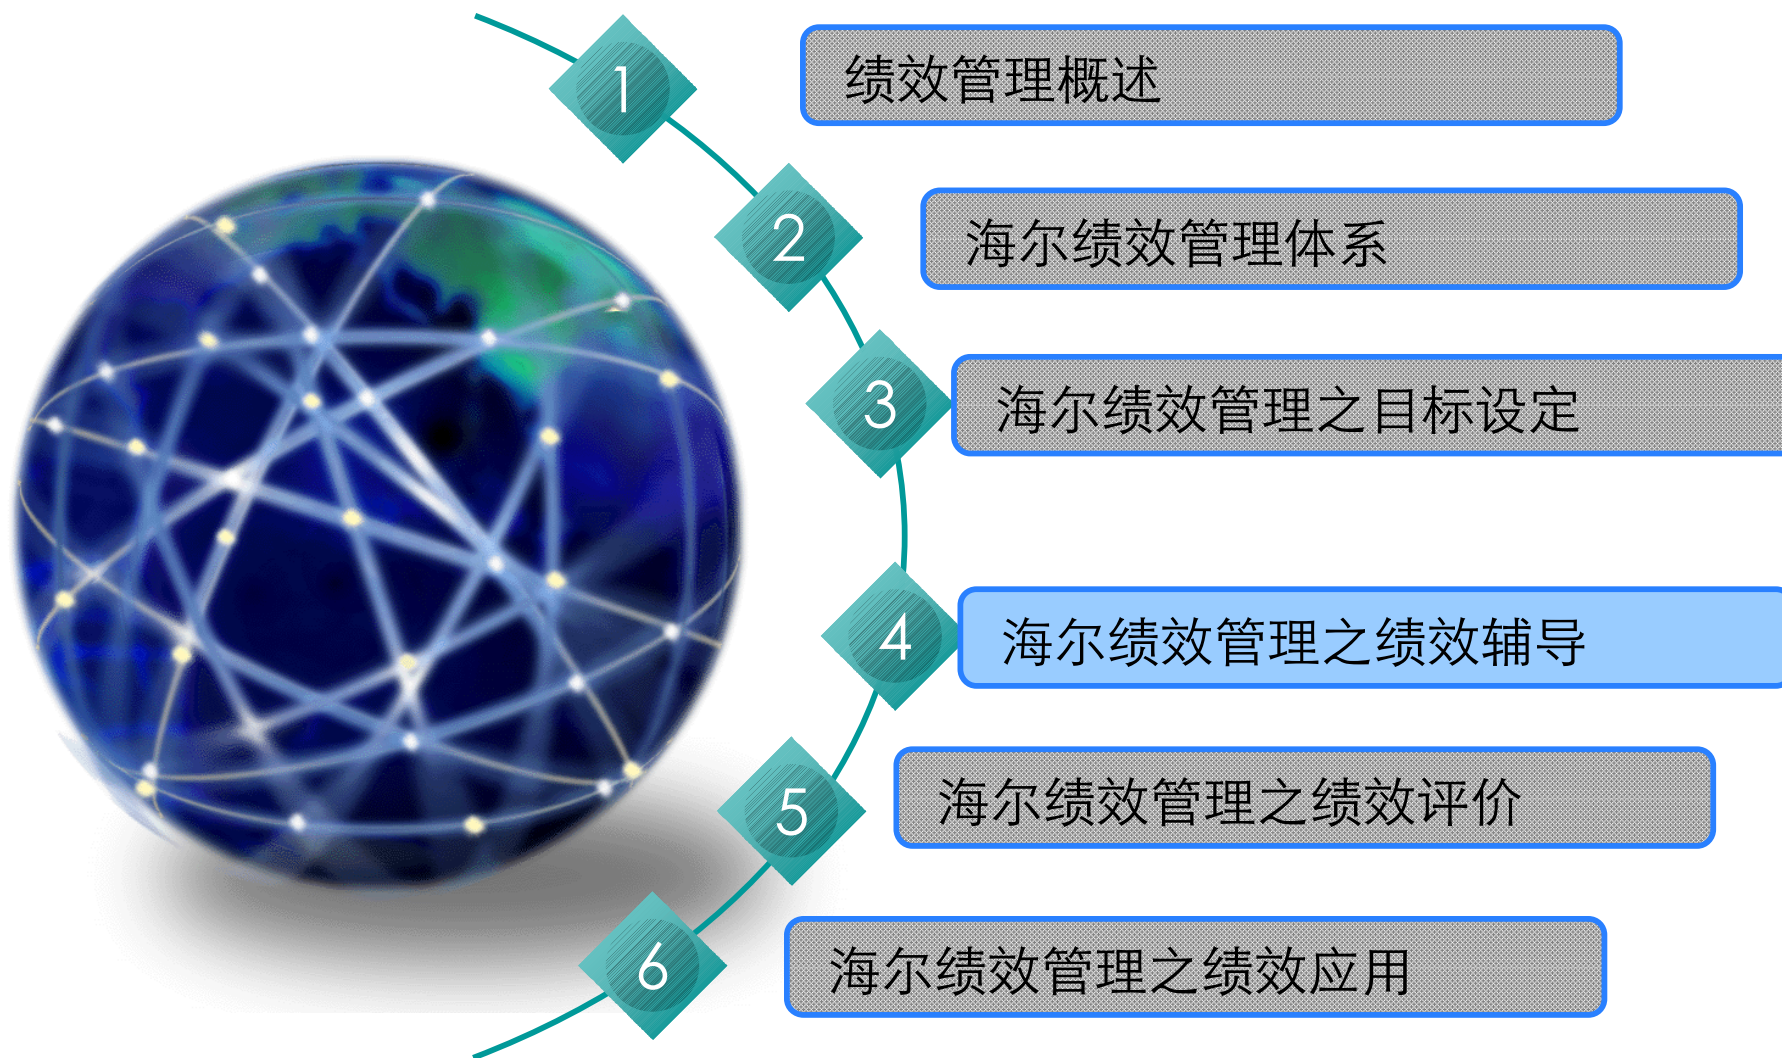 1 绩效管理概述
2 海尔绩效管理体系
3 海尔绩效管理之目标设定
4 海尔绩效管理之绩效辅导
5 海尔绩效管理之绩效评价
6 海尔绩效管理之绩效应用